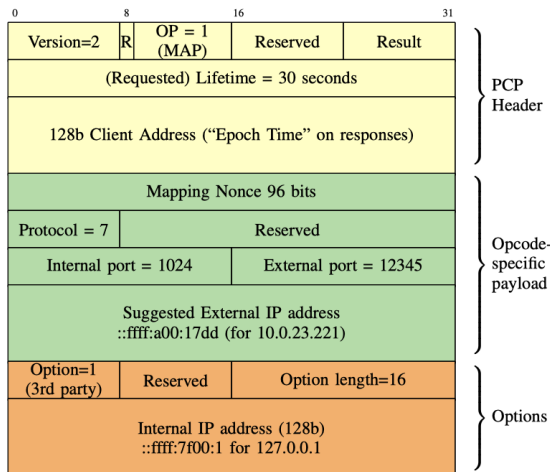 0 8 16 31
Version=2 R OP = 1 (MAP) Reserved Result
(Requested) Lifetime = 30 seconds
128b Client Address (“Epoch Time” on responses)
PCP
Header
Mapping Nonce 96 bits
Protocol = 7 Reserved
Internal port = 1024 External port = 12345
Suggested External IP address
::ffff:a00:17dd (for 10.0.23.221)
Opcode-
specific
payload
Option=1
(3rd party) Reserved Option length=16
Internal IP address (128b)
::ffff:7f00:1 for 127.0.0.1
Options